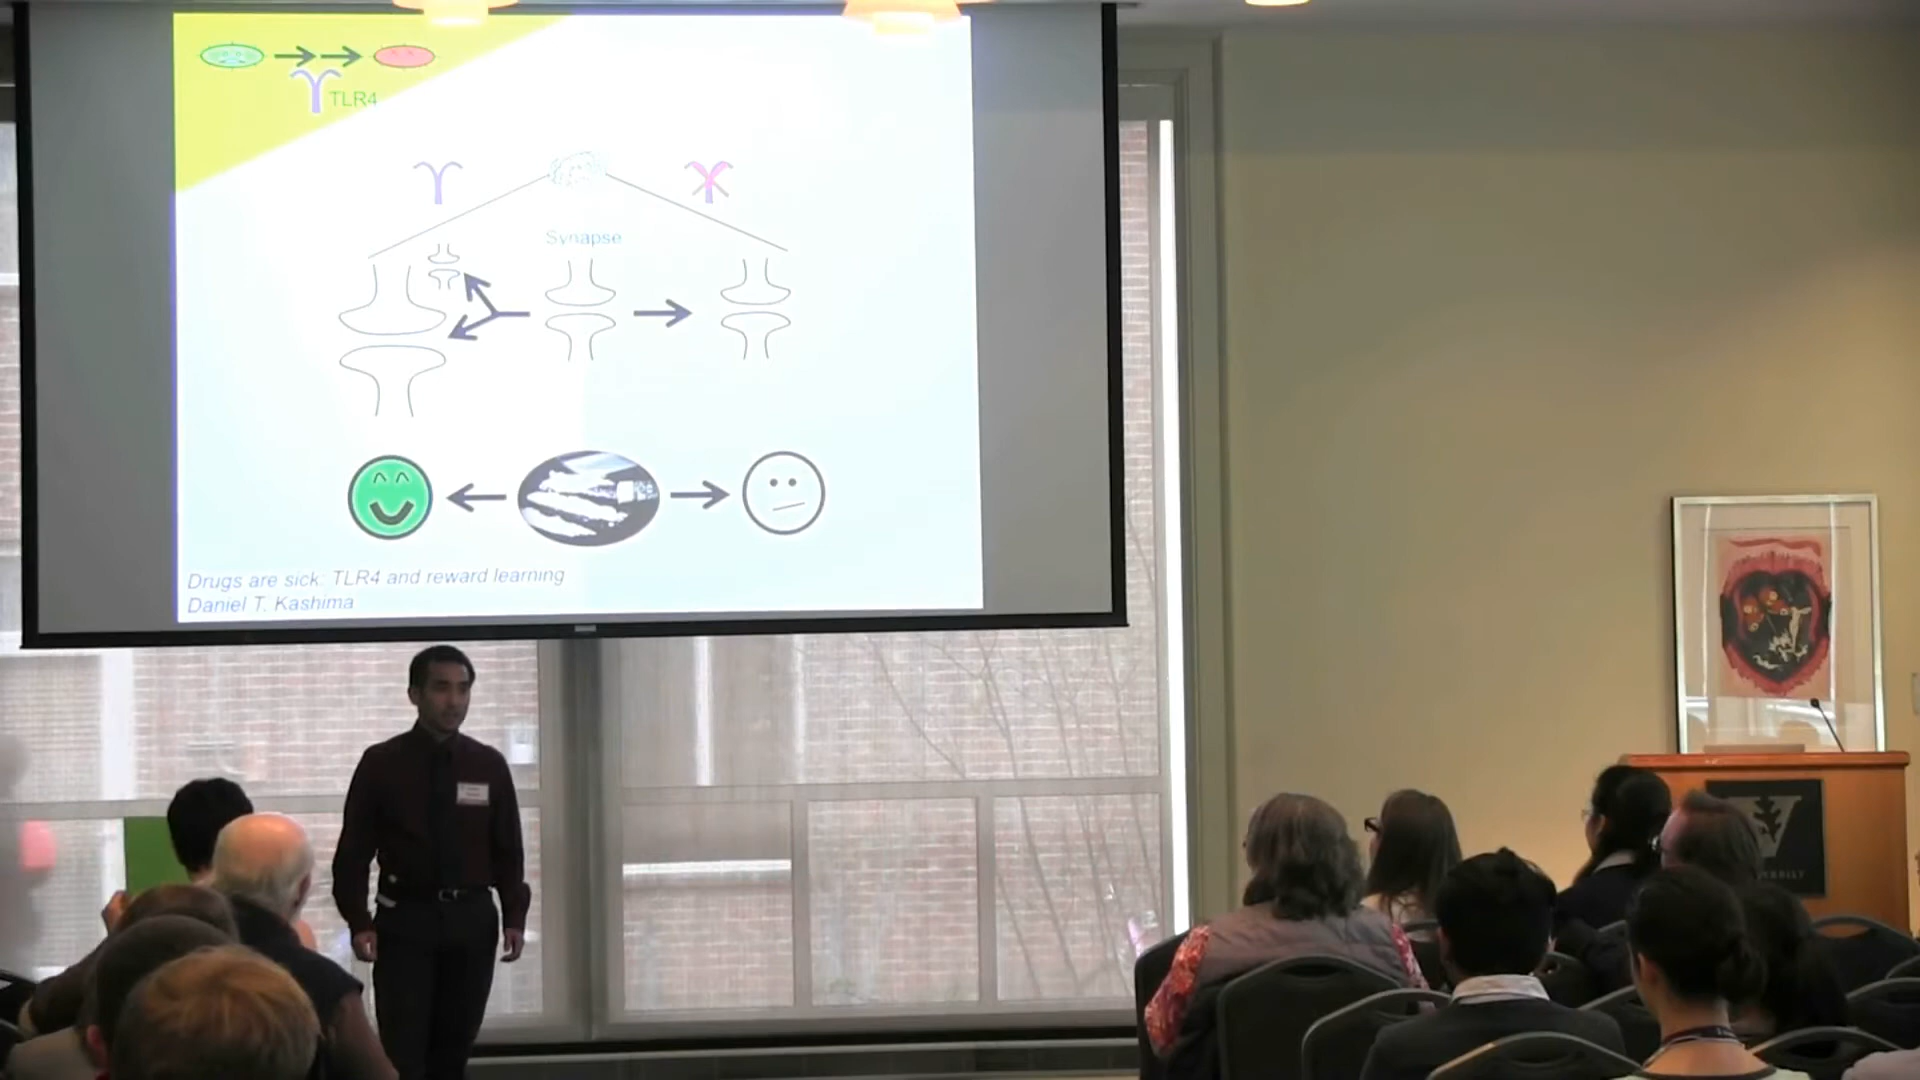 TLR4
Synapse
Drugs are sick: TLR4 and reward learning
Daniel T. Kashima